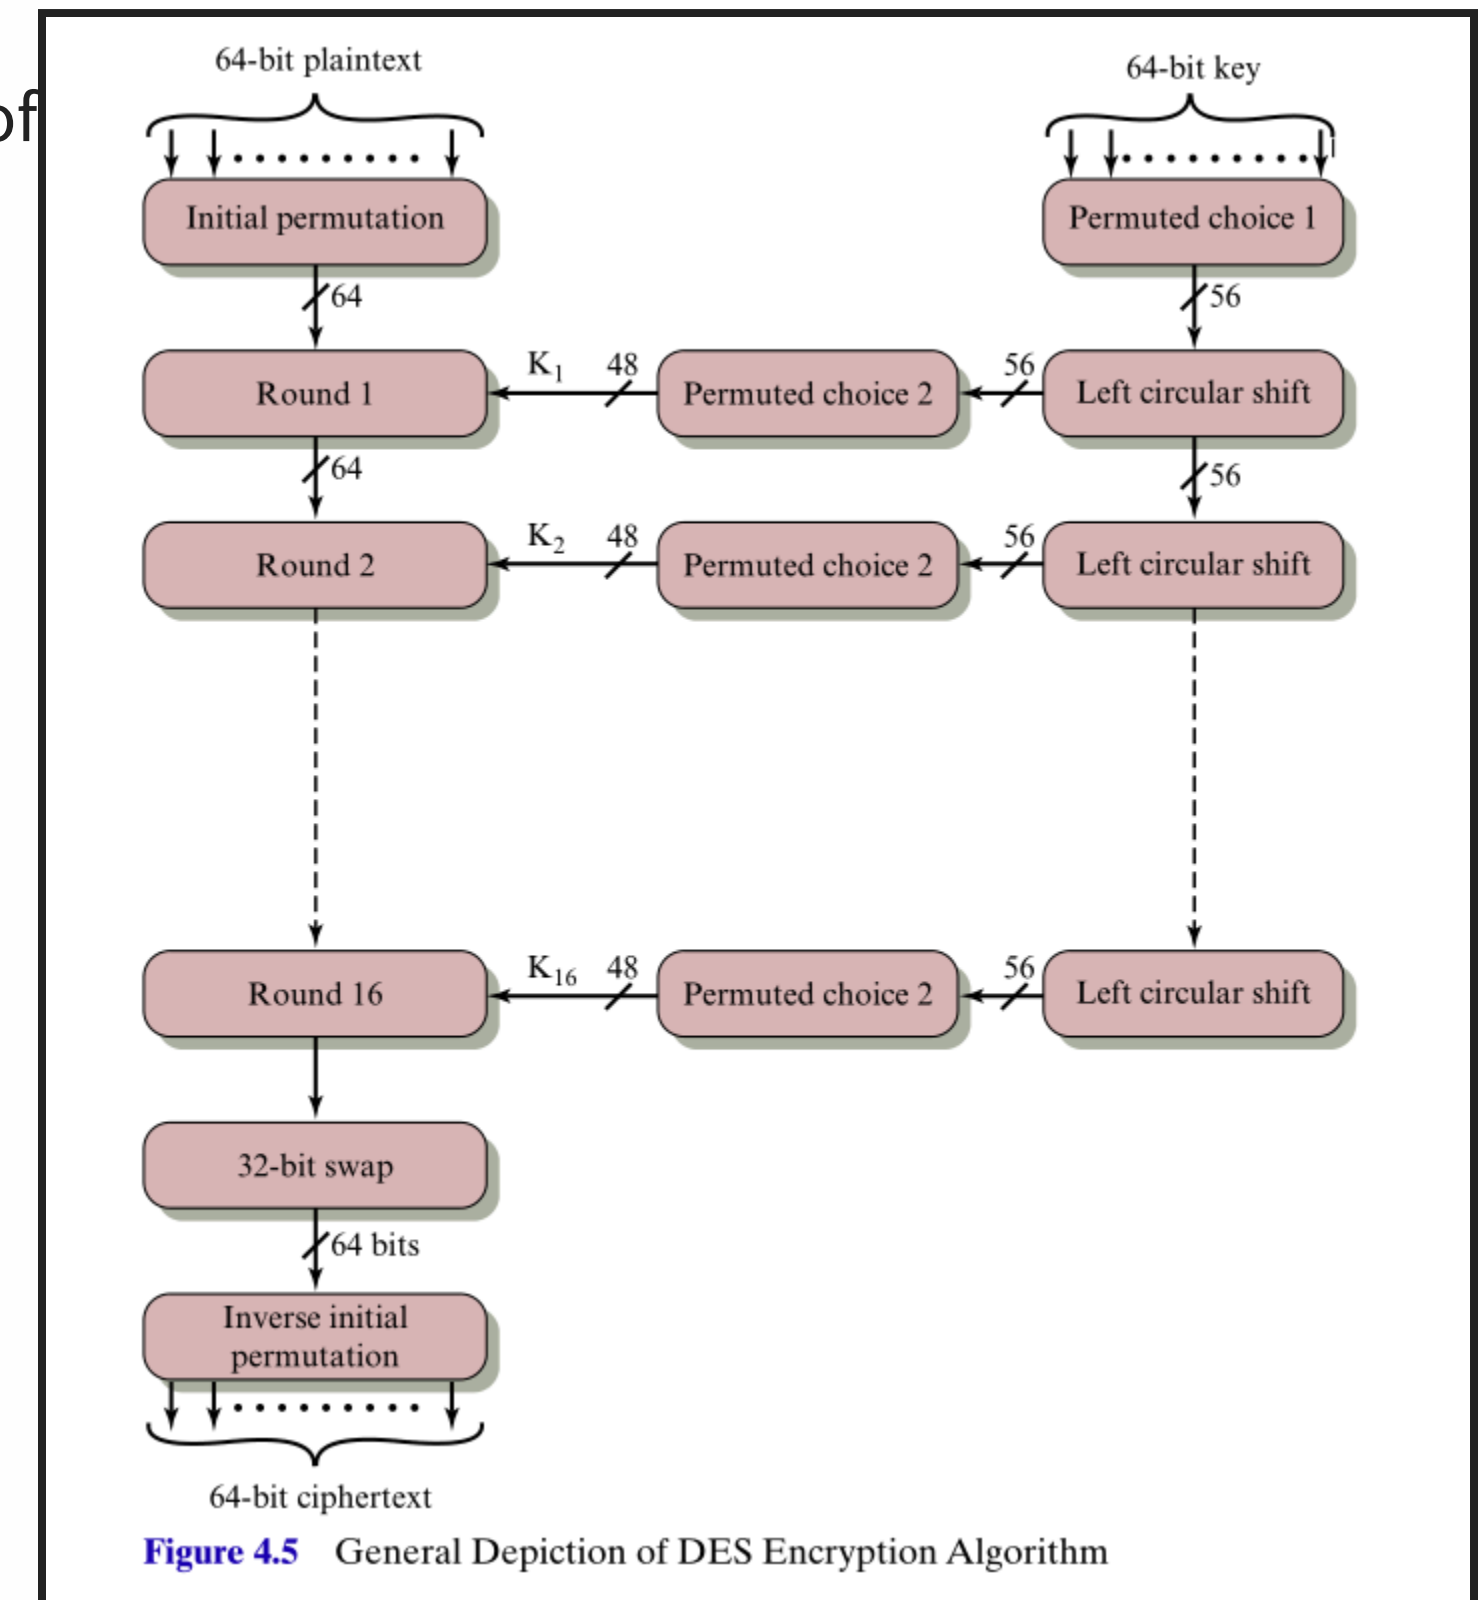 64-bit plaintext
64-bit key
of
Initial permutation
Permuted choice 1
64
56
Round 1
K1
48
Permuted choice 2
56
Left circular shift
64
56
Round 2
K2
48
Permuted choice 2
56
Left circular shift
Round 16
K16
48
Permuted choice 2
56
Left circular shift
32-bit swap
64 bits
Inverse initial
permutation
64-bit ciphertext
Figure 4.5 General Depiction of DES Encryption Algorithm